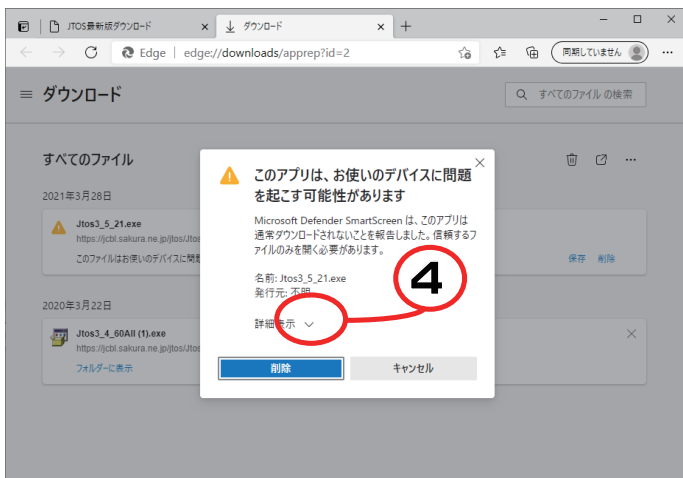 JTOS最新版ダウンロード
ダウンロード
Edge | edge://downloads/apprep?id=2
同期していません
ダウンロード
すべてのファイル の検索
すべてのファイル
2021年3月28日
Jtos3_5_21.exe
https://jcbl.sakura.ne.jp/jtos/Jtos
このファイルはお使いのデバイスに問題
保存 削除
2020年3月22日
Jtos3_4_60All (1).exe
https://jcbl.sakura.ne.jp/jtos/Jtos
フォルダーに表示
このアプリは、お使いのデバイスに問題
を起こす可能性があります
Microsoft Defender SmartScreen は、このアプリは
通常ダウンロードされないことを報告しました。信頼するフ
ァイルのみを開く必要があります。
名前: Jtos3_5_21.exe
発行元: 不明
詳細表示
削除
キャンセル
4